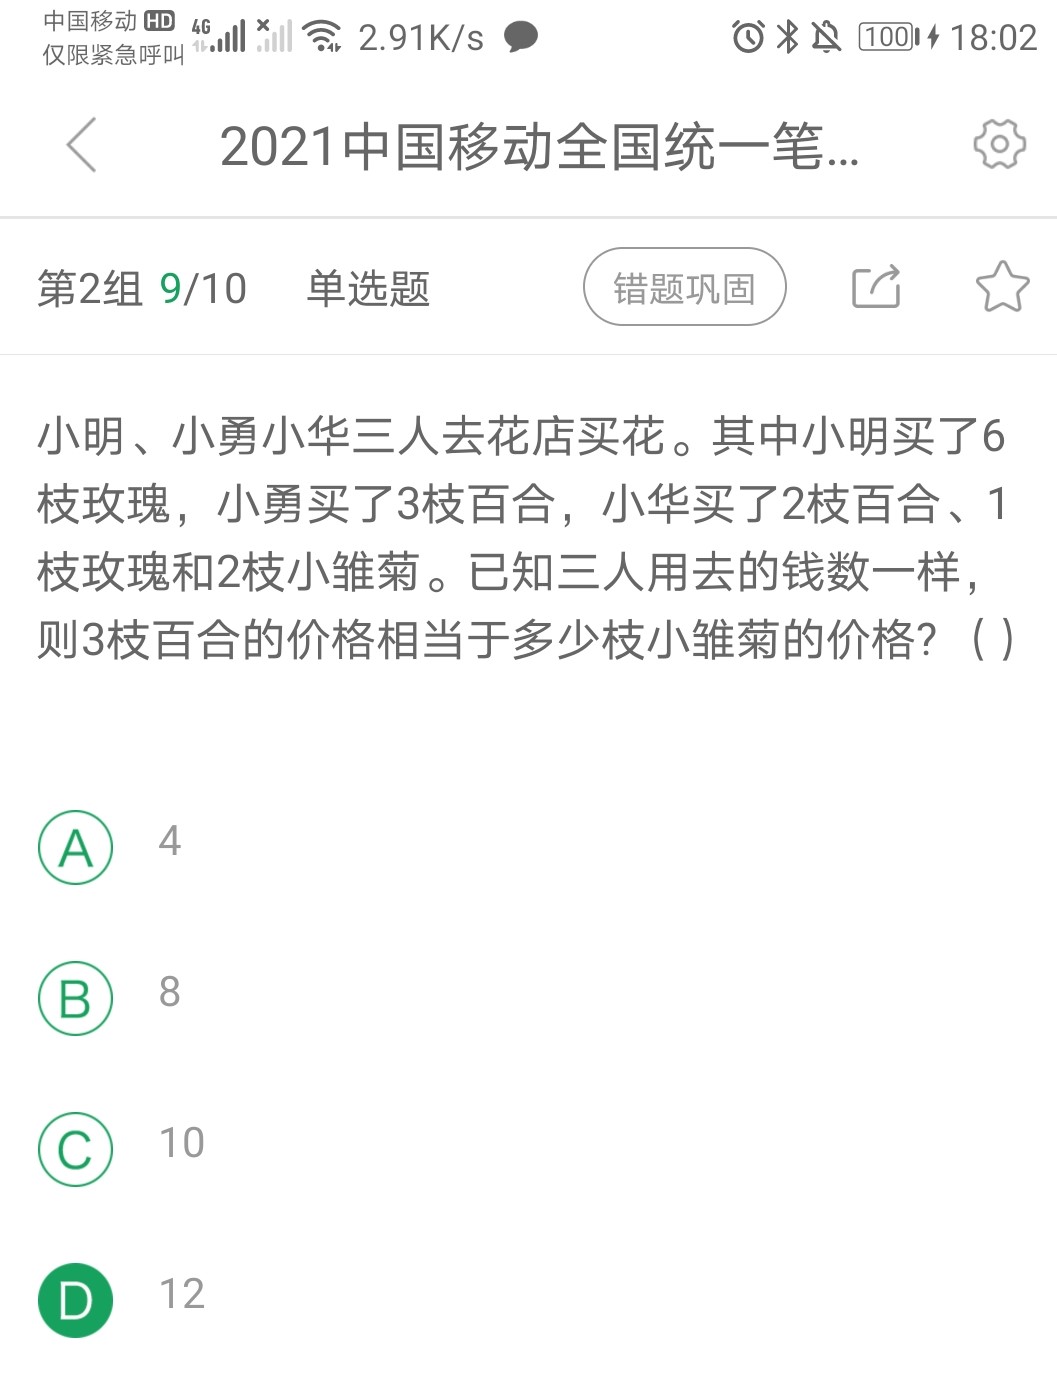 中国移动 HD 4G 2.91K/s 100 18:02
仅限紧急呼叫
2021中国移动全国统一笔...
第2组 9/10 单选题 错题巩固
小明、小勇小华三人去花店买花。其中小明买了6
枝玫瑰，小勇买了3枝百合，小华买了2枝百合、1
枝玫瑰和2枝小雏菊。已知三人用去的钱数一样，
则3枝百合的价格相当于多少枝小雏菊的价格?（）
A 4
B 8
C 10
D 12